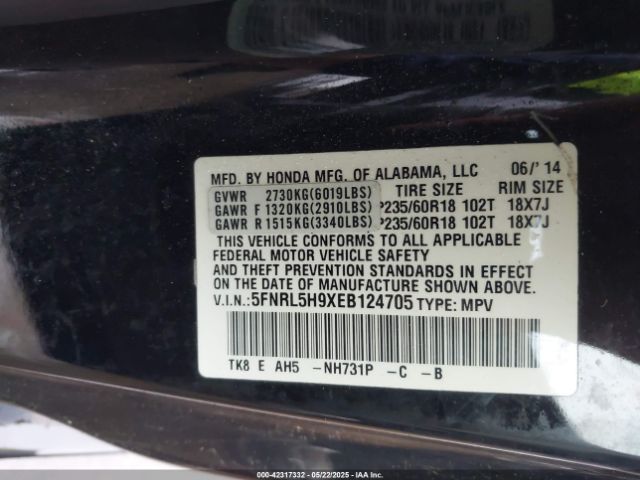 MFD. BY HONDA MFG. OF ALABAMA, LLC 06/'14
GVWR 2730KG(6019LBS) TIRE SIZE RIM SIZE
GAWR F 1320KG(2910LBS) P235/60R18 102T 18X7J
GAWR R 1515KG(3340LBS) P235/60R18 102T 18X7J
THIS VEHICLE CONFORMS TO ALL APPLICABLE
FEDERAL MOTOR VEHICLE SAFETY
AND THEFT PREVENTION STANDARDS IN EFFECT
ON THE DATE OF MANUFACTURE SHOWN ABOVE.
V.I.N.: 5FNRL5H9XEB124705 TYPE: MPV
TK8 E AH5 -NH731P -C -B
000-42317332 - 05/22/2025 - IAAI.COM